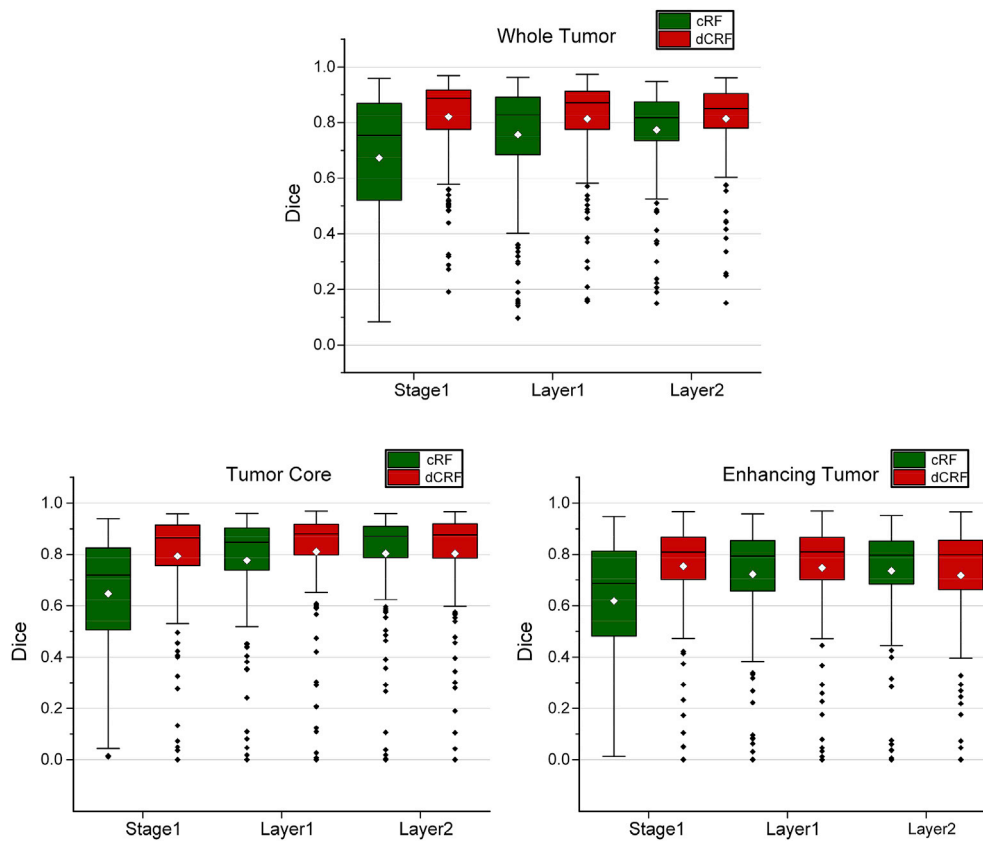 Whole Tumor
cRF
dCRF
1.0
0.8
0.6
0.4
0.2
0.0
Dice
Stage1 Layer1 Layer2
Tumor Core
cRF
dCRF
1.0
0.8
0.6
0.4
0.2
0.0
Dice
Stage1 Layer1 Layer2
Enhancing Tumor
cRF
dCRF
1.0
0.8
0.6
0.4
0.2
0.0
Dice
Stage1 Layer1 Layer2